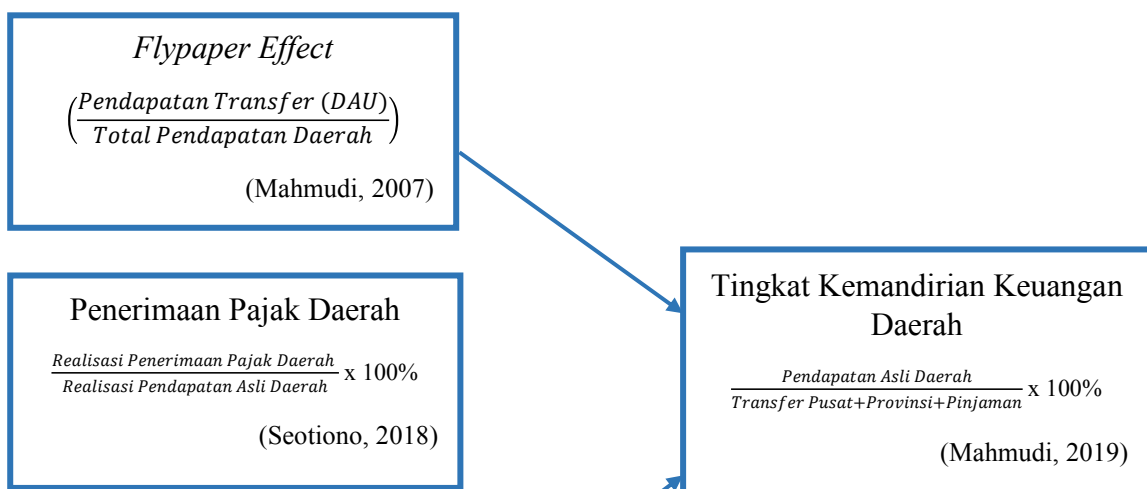 Flypaper Effect
(Pendapatan Transfer (DAU)
Total Pendapatan Daerah)
(Mahmudi, 2007)
Penerimaan Pajak Daerah
Realisasi Penerimaan Pajak Daerah
Realisasi Pendapatan Asli Daerah x 100%
(Seotiono, 2018)
Tingkat Kemandirian Keuangan
Daerah
Pendapatan Asli Daerah
Transfer Pusat+Provinsi+Pinjaman x 100%
(Mahmudi, 2019)